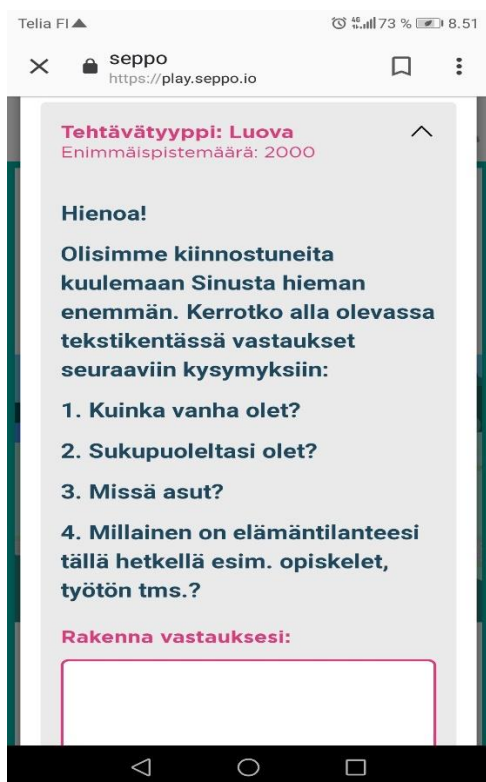 Telia FI 73 % 8.51
seppo
https://play.seppo.io
Tehtävätyyppi: Luova
Enimmäispistemäärä: 2000
Hienoa!
Olisimme kiinnostuneita
kuulemaan Sinusta hieman
enemmän. Kerrotko alla olevassa
tekstikentässä vastaukset
seuraaviin kysymyksiin:
1. Kuinka vanha olet?
2. Sukupuoleltasi olet?
3. Missä asut?
4. Millainen on elämäntilanteesi
tällä hetkellä esim. opiskelet,
työtön tms.?
Rakenna vastauksesi: